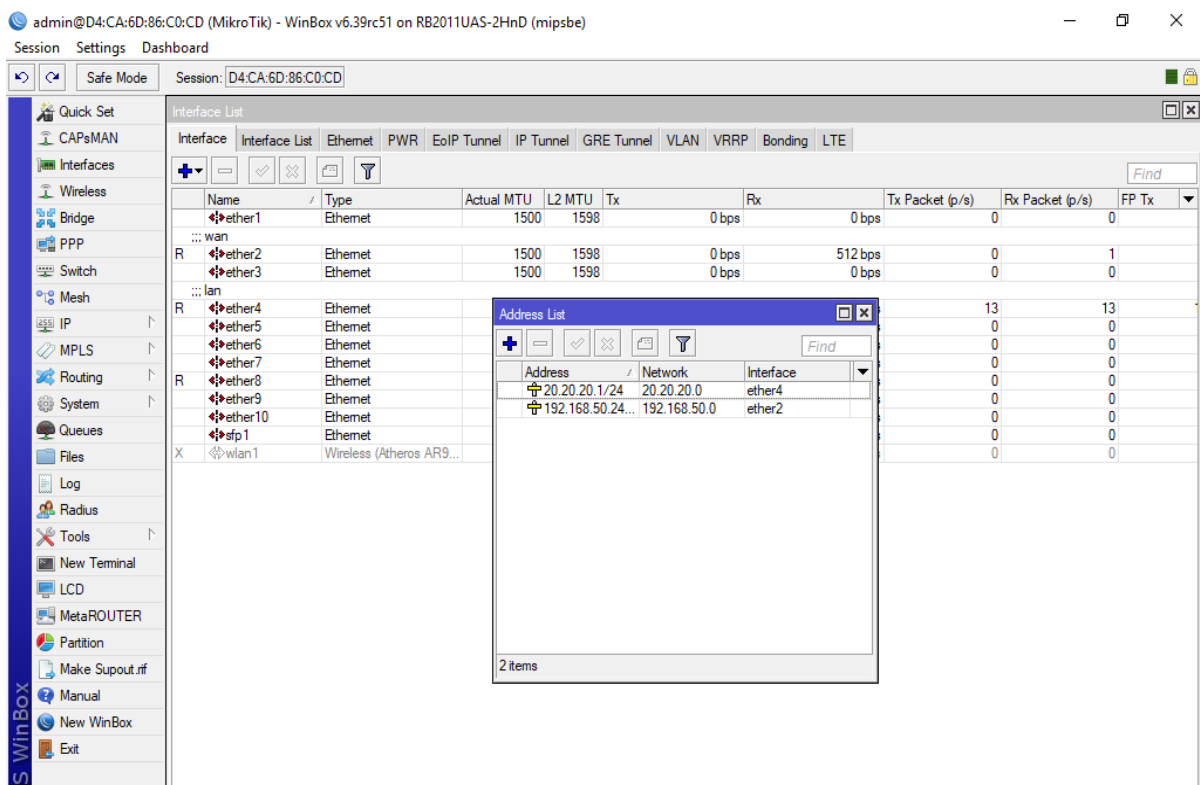 admin@D4:CA:6D:86:C0:CD (MikroTik) - WinBox v6.39rc51 on RB2011UAS-2HnD (mipsbe)
Session Settings Dashboard
Safe Mode Session: D4:CA:6D:86:C0:CD
Quick Set
CAPsMAN
Interfaces
Wireless
Bridge
PPP
Switch
Mesh
IP
MPLS
Routing
System
Queues
Files
Log
Radius
Tools
New Terminal
LCD
MetaROUTER
Partition
Make Supout.rif
Manual
New WinBox
Exit
S WinBox
Interface List
Interface Interface List Ethernet PWR EoIP Tunnel IP Tunnel GRE Tunnel VLAN VRRP Bonding LTE
Find
Name Type Actual MTU L2 MTU Tx Rx Tx Packet (p/s) Rx Packet (p/s) FP Tx
ether1 Ethernet 1500 1598 0 bps 0 bps 0 0
;;; wan
R ether2 Ethernet 1500 1598 0 bps 512 bps 0 1
ether3 Ethernet 1500 1598 0 bps 0 bps 0 0
;;; lan
R ether4 Ethernet 13 13
ether5 Ethernet 0 0
ether6 Ethernet 0 0
ether7 Ethernet 0 0
R ether8 Ethernet 0 0
ether9 Ethernet 0 0
ether10 Ethernet 0 0
sfp1 Ethernet 0 0
X wlan1 Wireless (Atheros AR9... 0 0
Address List
Find
Address Network Interface
20.20.20.1/24 20.20.20.0 ether4
192.168.50.24... 192.168.50.0 ether2
2 items